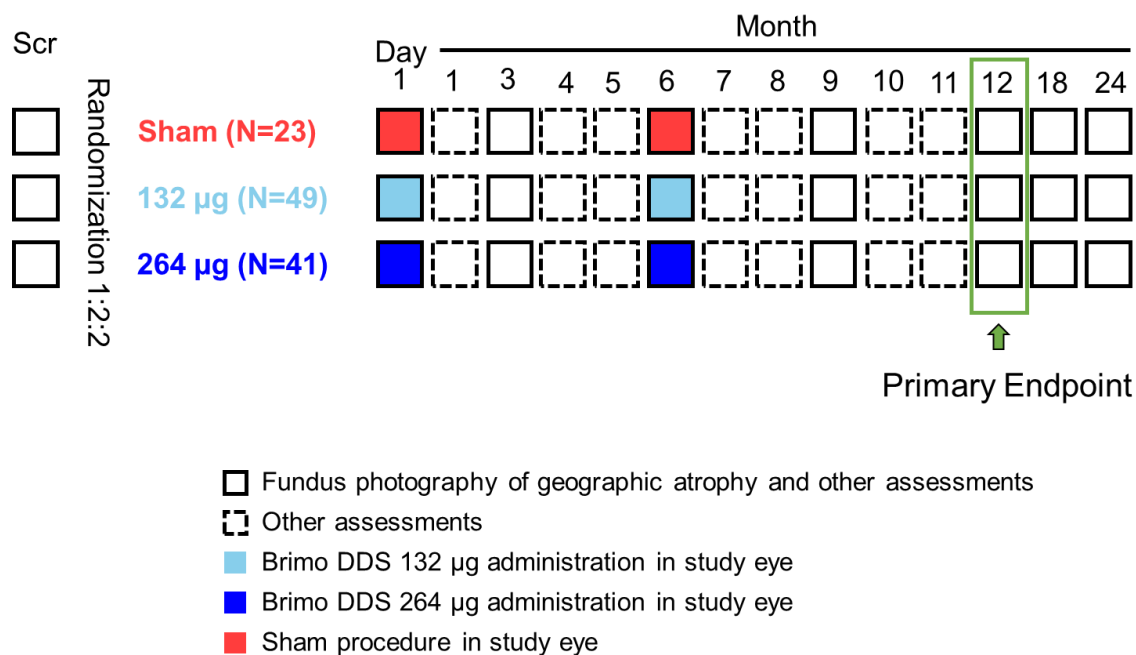 Scr
Randomization 1:2:2
Day
Month
1 1 3 4 5 6 7 8 9 10 11 12 18 24
Sham (N=23)
132 µg (N=49)
264 µg (N=41)
Primary Endpoint
Fundus photography of geographic atrophy and other assessments
Other assessments
Brimo DDS 132 µg administration in study eye
Brimo DDS 264 µg administration in study eye
Sham procedure in study eye